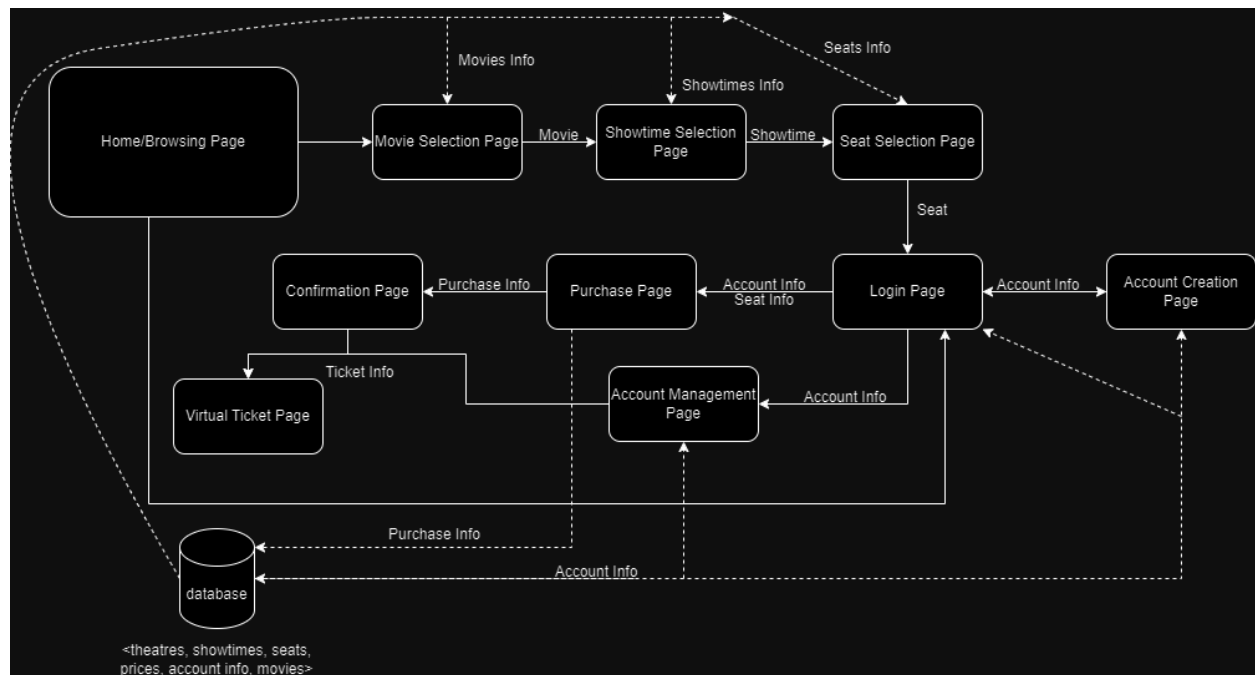 Seats Info
Movies Info
Showtimes Info
Home/Browsing Page
Movie Selection Page
Movie
Showtime Selection
Page
Showtime
Seat Selection Page
Seat
Confirmation Page
Purchase Info
Purchase Page
Account Info
Seat Info
Login Page
Account Info
Account Creation
Page
Ticket Info
Virtual Ticket Page
Account Management
Page
Account Info
Purchase Info
Account Info
database
<theatres, showtimes, seats,
prices, account info, movies>